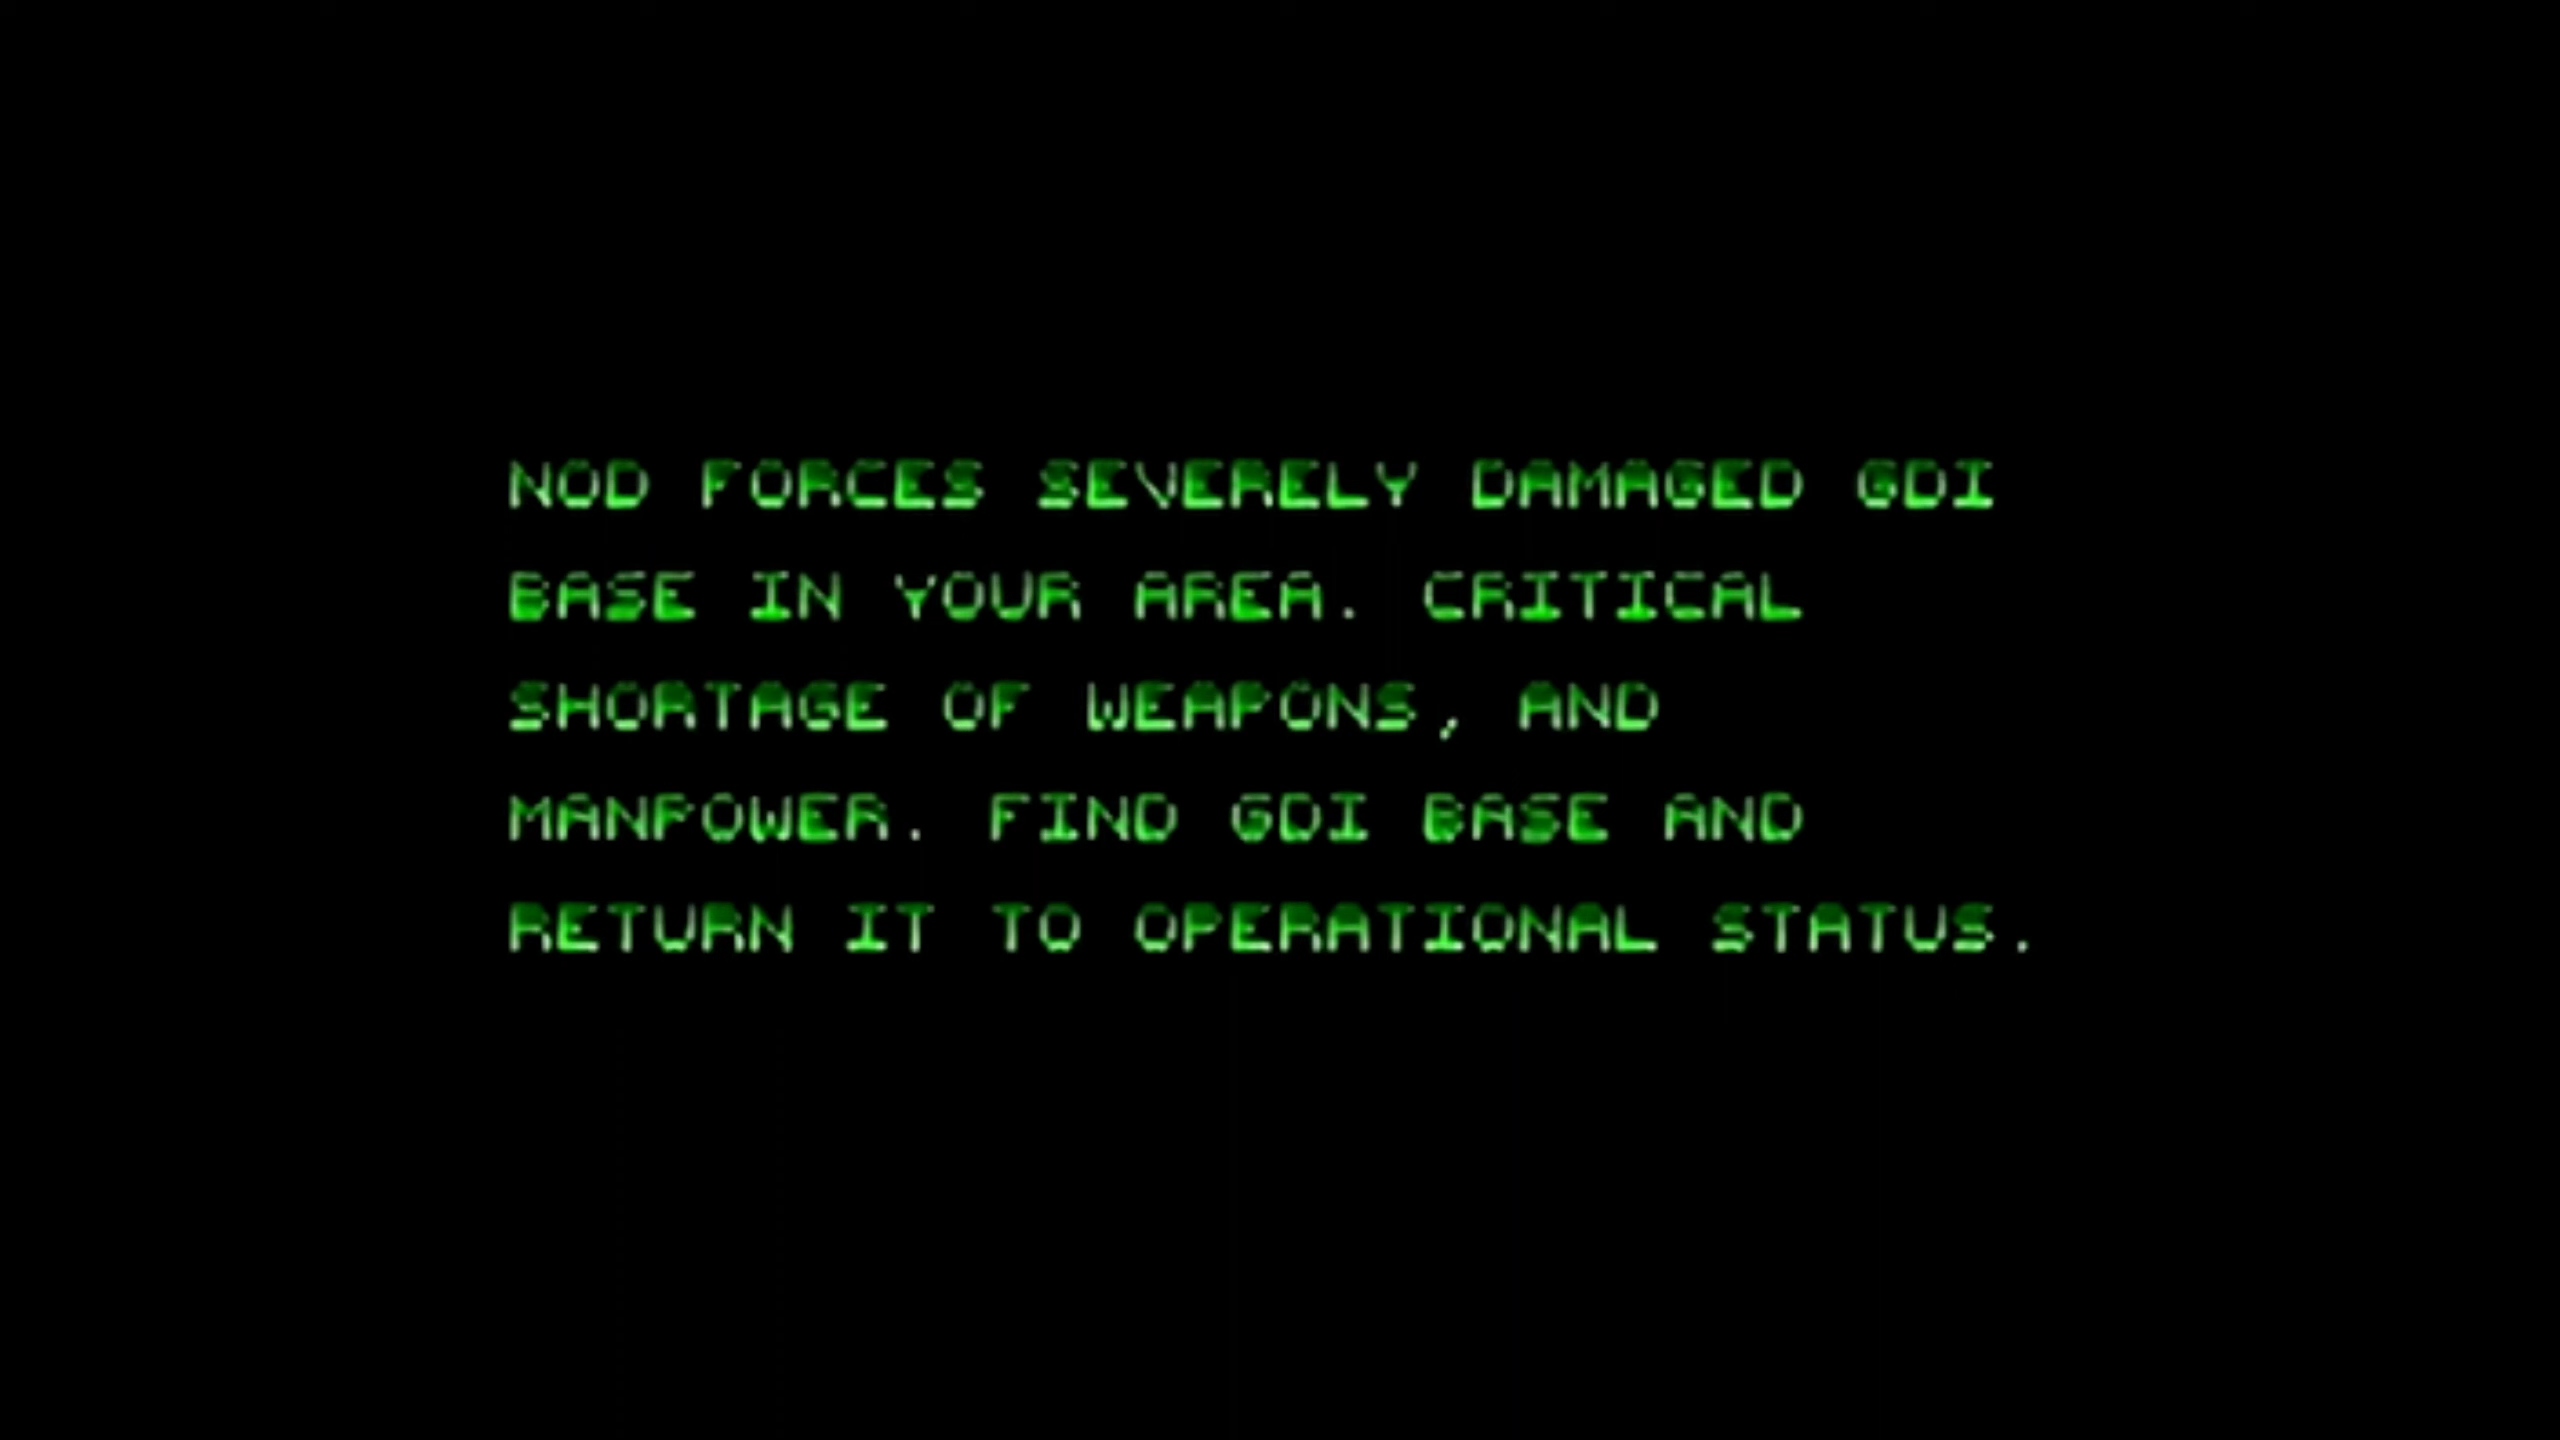 NOD FORCES SEVERELY DAMAGED GDI
BASE IN YOUR AREA. CRITICAL
SHORTAGE OF WEAPONS, AND
MANPOWER. FIND GDI BASE AND
RETURN IT TO OPERATIONAL STATUS.